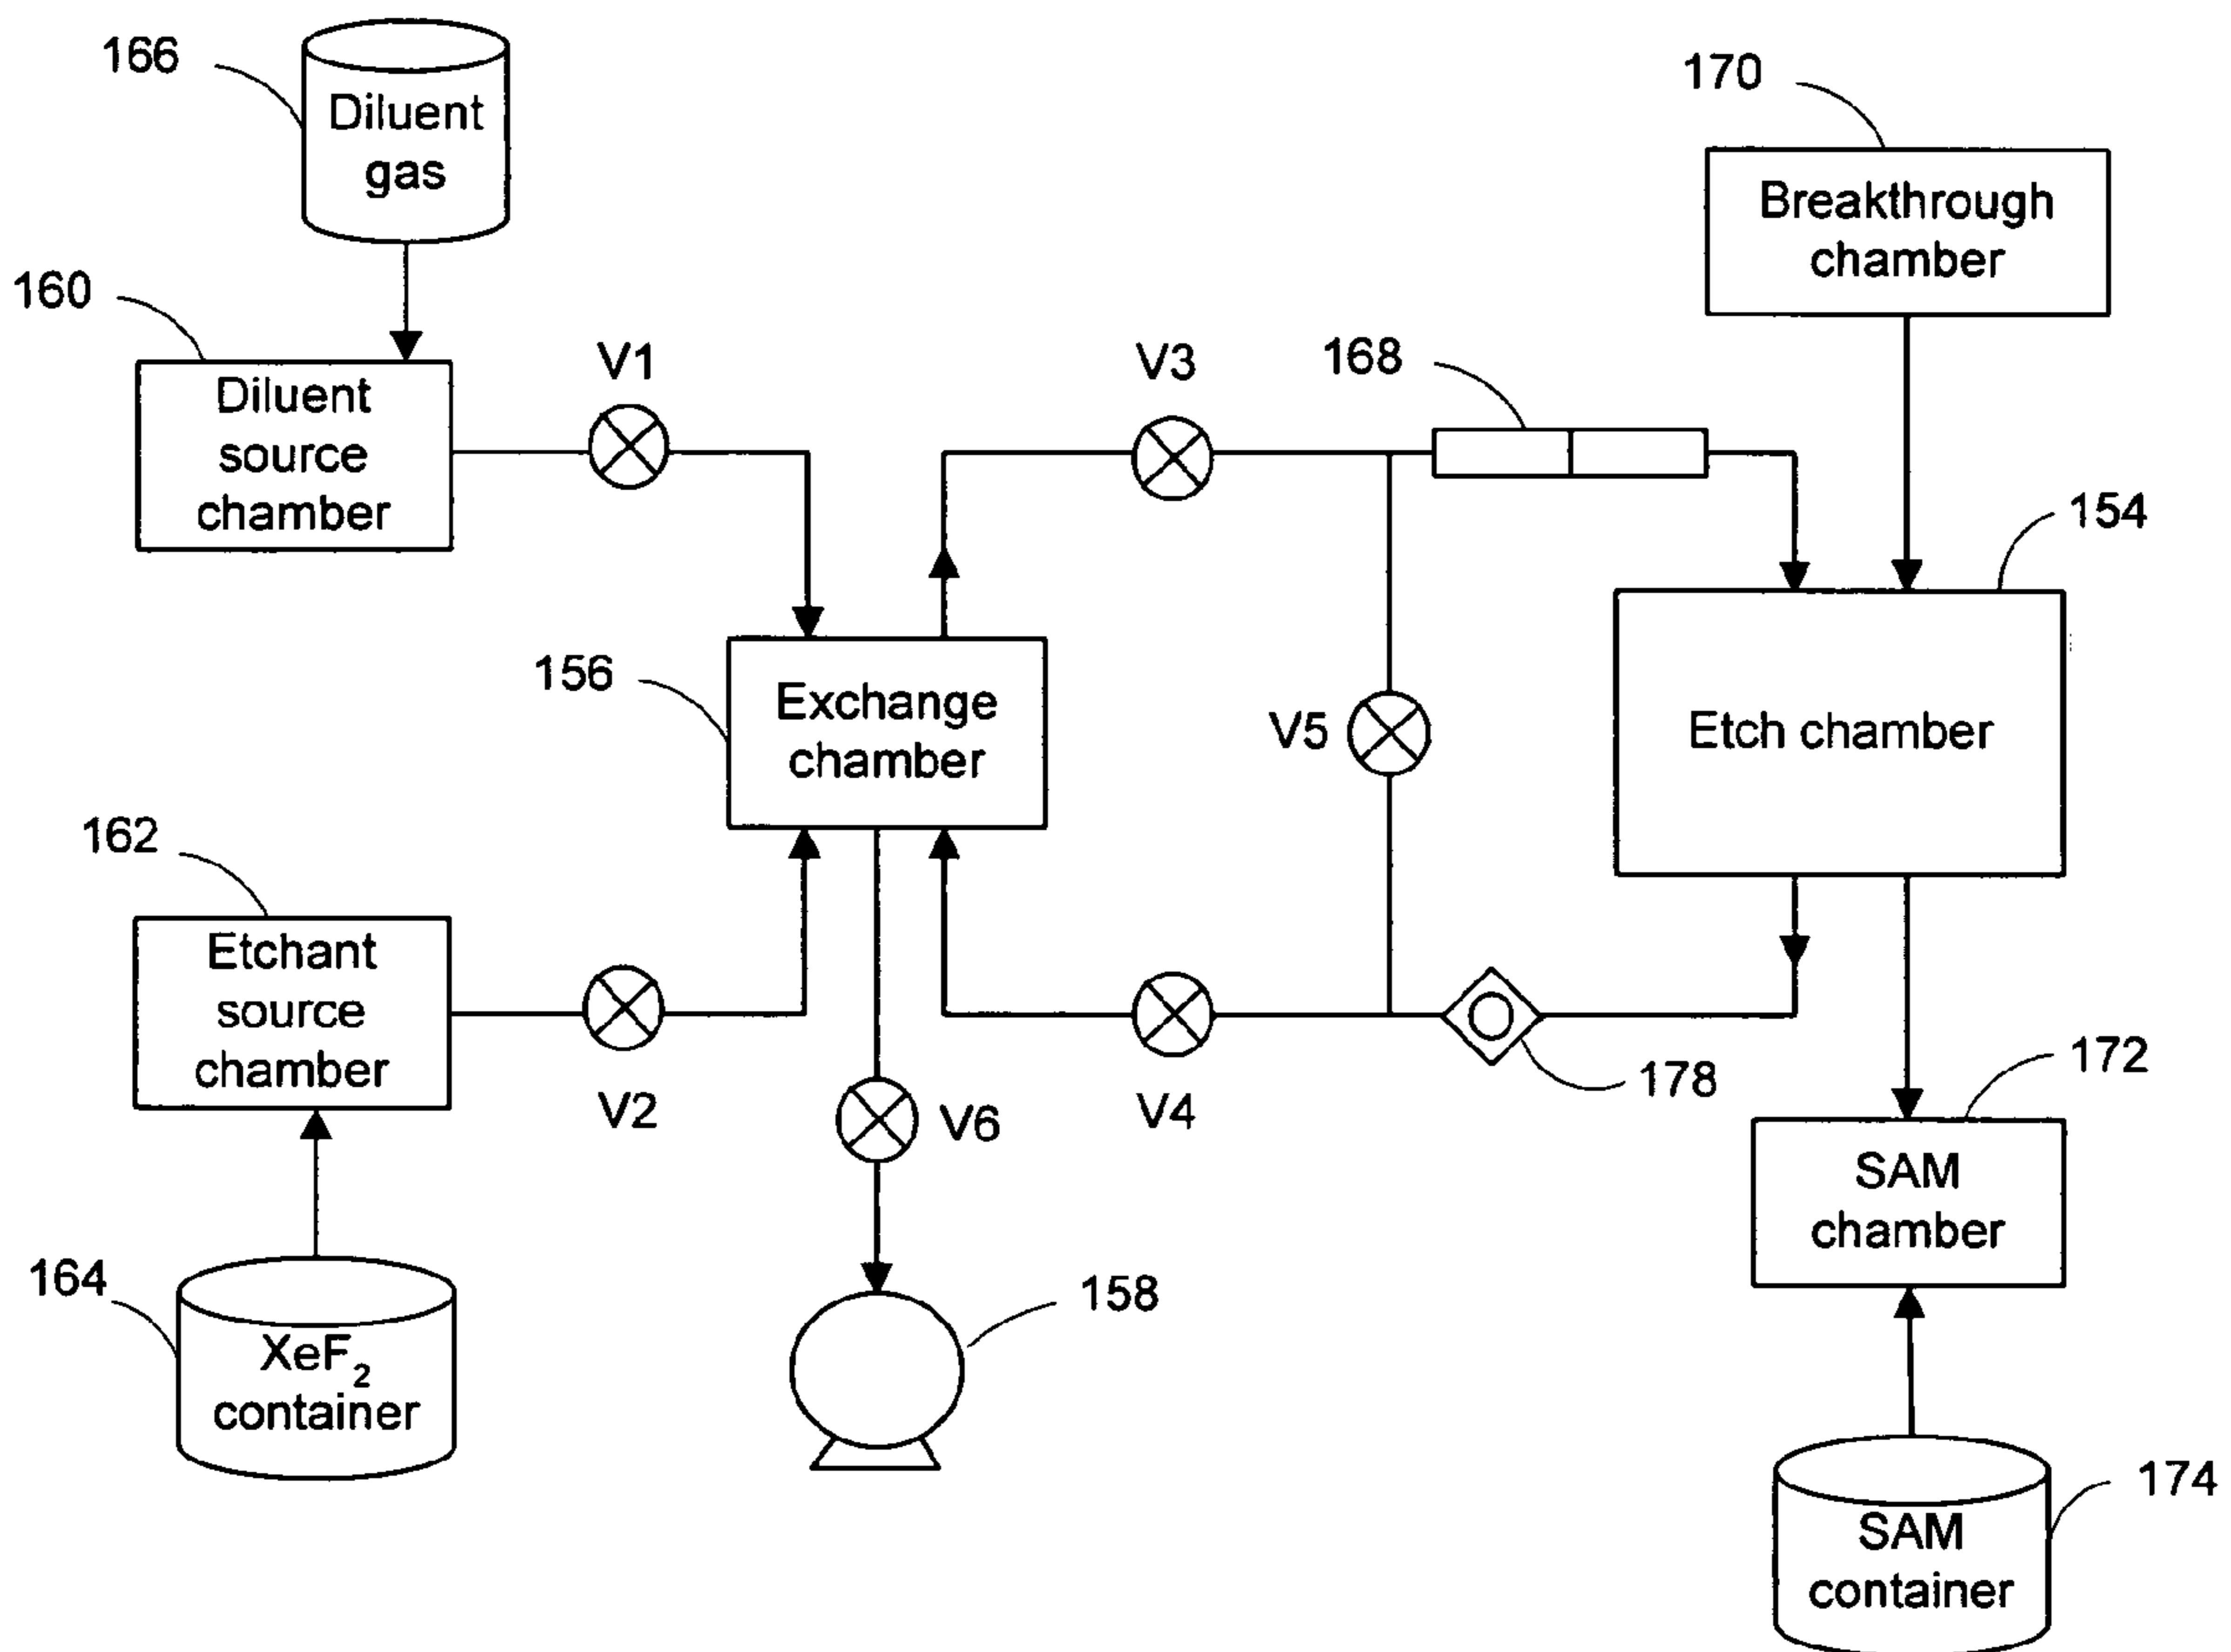 166
Diluent
gas
170
Breakthrough
chamber
160
Diluent
source
chamber
V1
V3
168
154
156
Exchange
chamber
V5
Etch chamber
162
Etchant
source
chamber
V2
V6
V4
178
172
SAM
chamber
164
XeF2
container
158
174
SAM
container